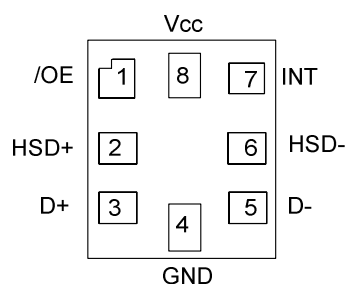 Vcc
/OE 1 8 7 INT
HSD+ 2 6 HSD-
D+ 3 4 5 D-
GND